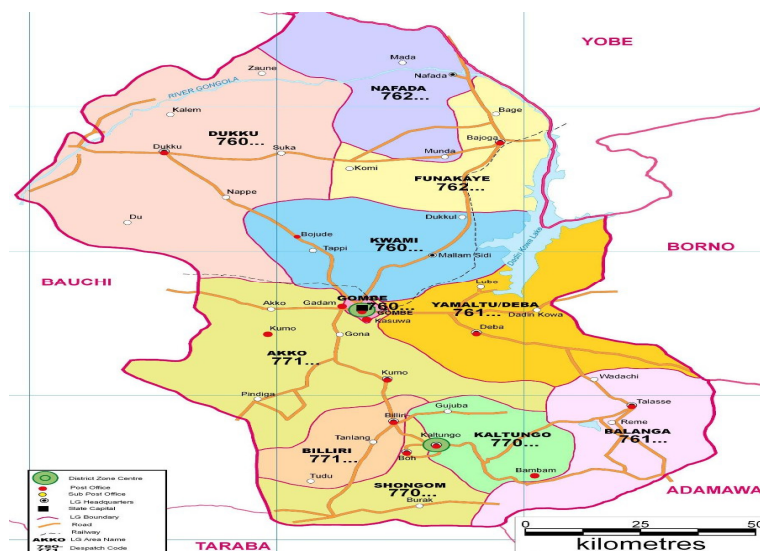 YOBE
Mada
Zaune
Nafada
RIVER GONGOLA
NAFADA
762...
Kalem
Bage
DUKKU
760...
Bajoga
Dukku
Suka
Munda
Komi
FUNAKAYE
762...
Nappe
Du
Dukkul
Bojude
KWAMI
760...
Tappi
Mallam Sidi
Dadin Kowa Lake
BORNO
BAUCHI
Lubo
GOMBE
760...
GOMBE
YAMALTU/DEBA
761...
Akko
Gadam
Kasuwa
Dadin Kowa
Kumo
Gona
Deba
AKKO
771...
Kumo
Wadachi
Pindiga
Gujuba
Talasse
Billiri
Reme
Tanlang
Kaltungo
KALTUNGO
770...
BALANGA
761...
BILLIRI
771...
Boh
Tudu
Bambam
SHONGOM
770...
Burak
ADAMAWA
TARABA
District Zone Centre
Post Office
Sub Post Office
LG Headquarters
State Capital
LG Boundary
Road
Railway
AKKO LG Area Name
Despatch Code
0 25 50
kilometres